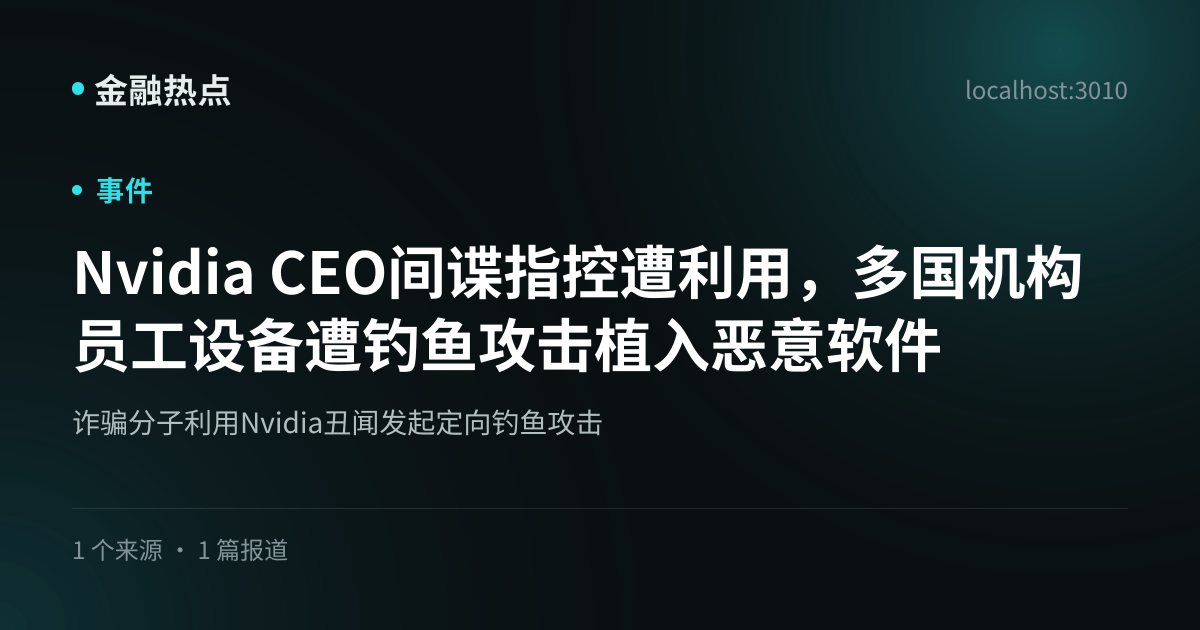 金融热点
localhost:3010
事件
Nvidia CEO间谍指控遭利用，多国机构
员工设备遭钓鱼攻击植入恶意软件
诈骗分子利用Nvidia丑闻发起定向钓鱼攻击
1 个来源 · 1 篇报道